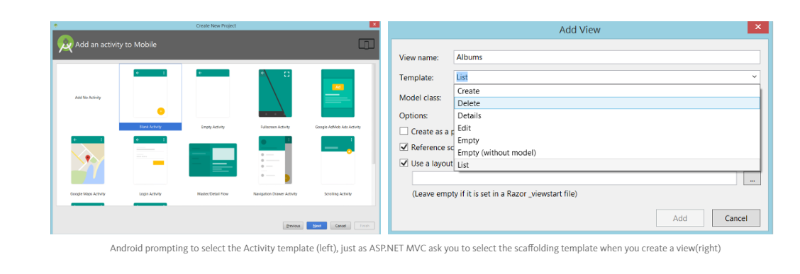 Create New Project
Add an activity to Mobile
Add No Activity
Basic Activity
Empty Activity
Fullscreen Activity
Google AdMob Ads Activity
Google Maps Activity
Login Activity
Master/Detail Flow
Navigation Drawer Activity
Scrolling Activity
Previous
Next
Cancel
Finish
Add View
View name:
Albums
Template:
List
Model class:
Create
Delete
Options:
Details
Edit
Create as a p
Empty
Reference sc
Empty (without model)
Use a layout
List
...
(Leave empty if it is set in a Razor _viewstart file)
Add
Cancel
Android prompting to select the Activity template (left), just as ASP.NET MVC ask you to select the scaffolding template when you create a view(right)